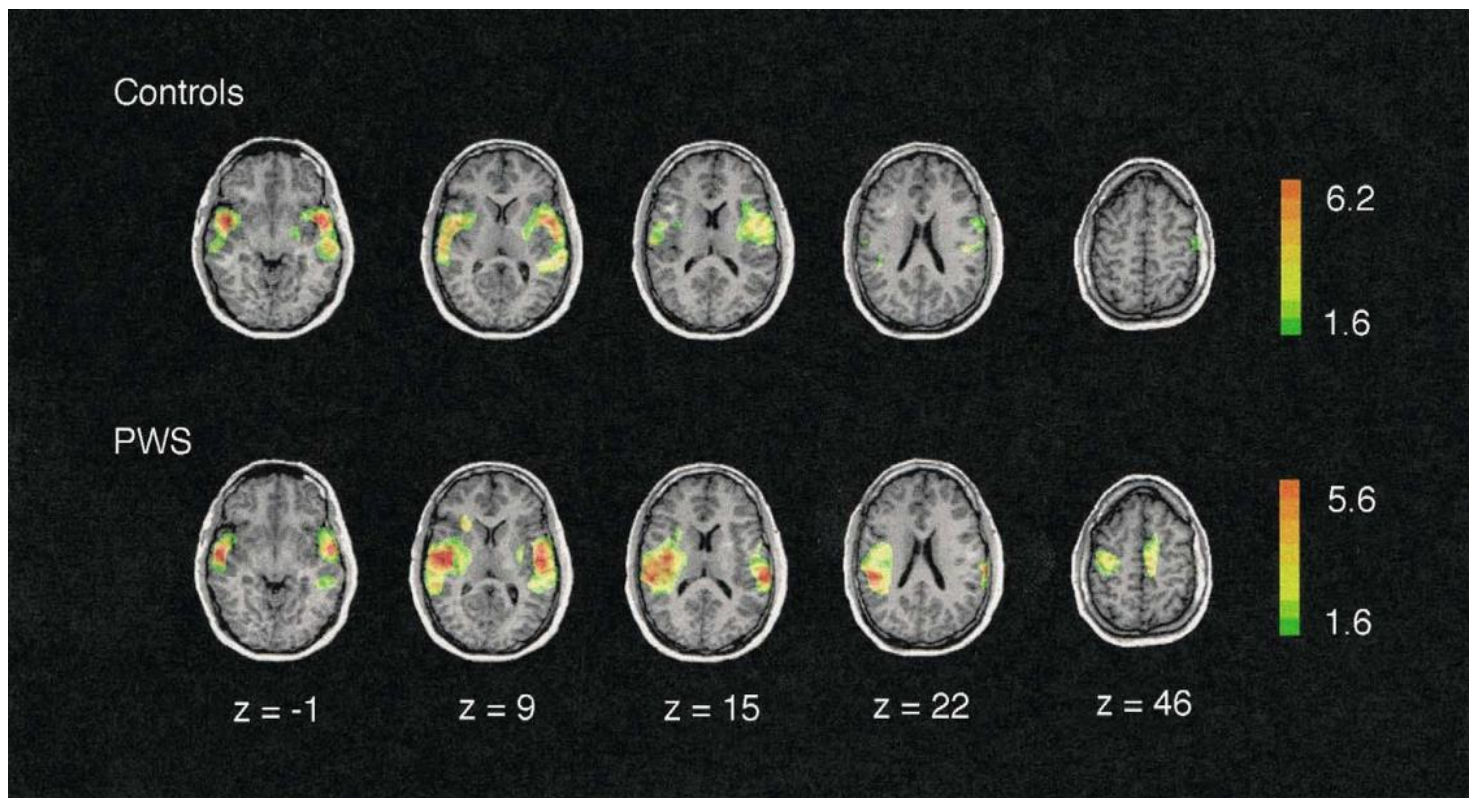 Controls
6.2
1.6
PWS
5.6
1.6
z = -1
z = 9
z = 15
z = 22
z = 46